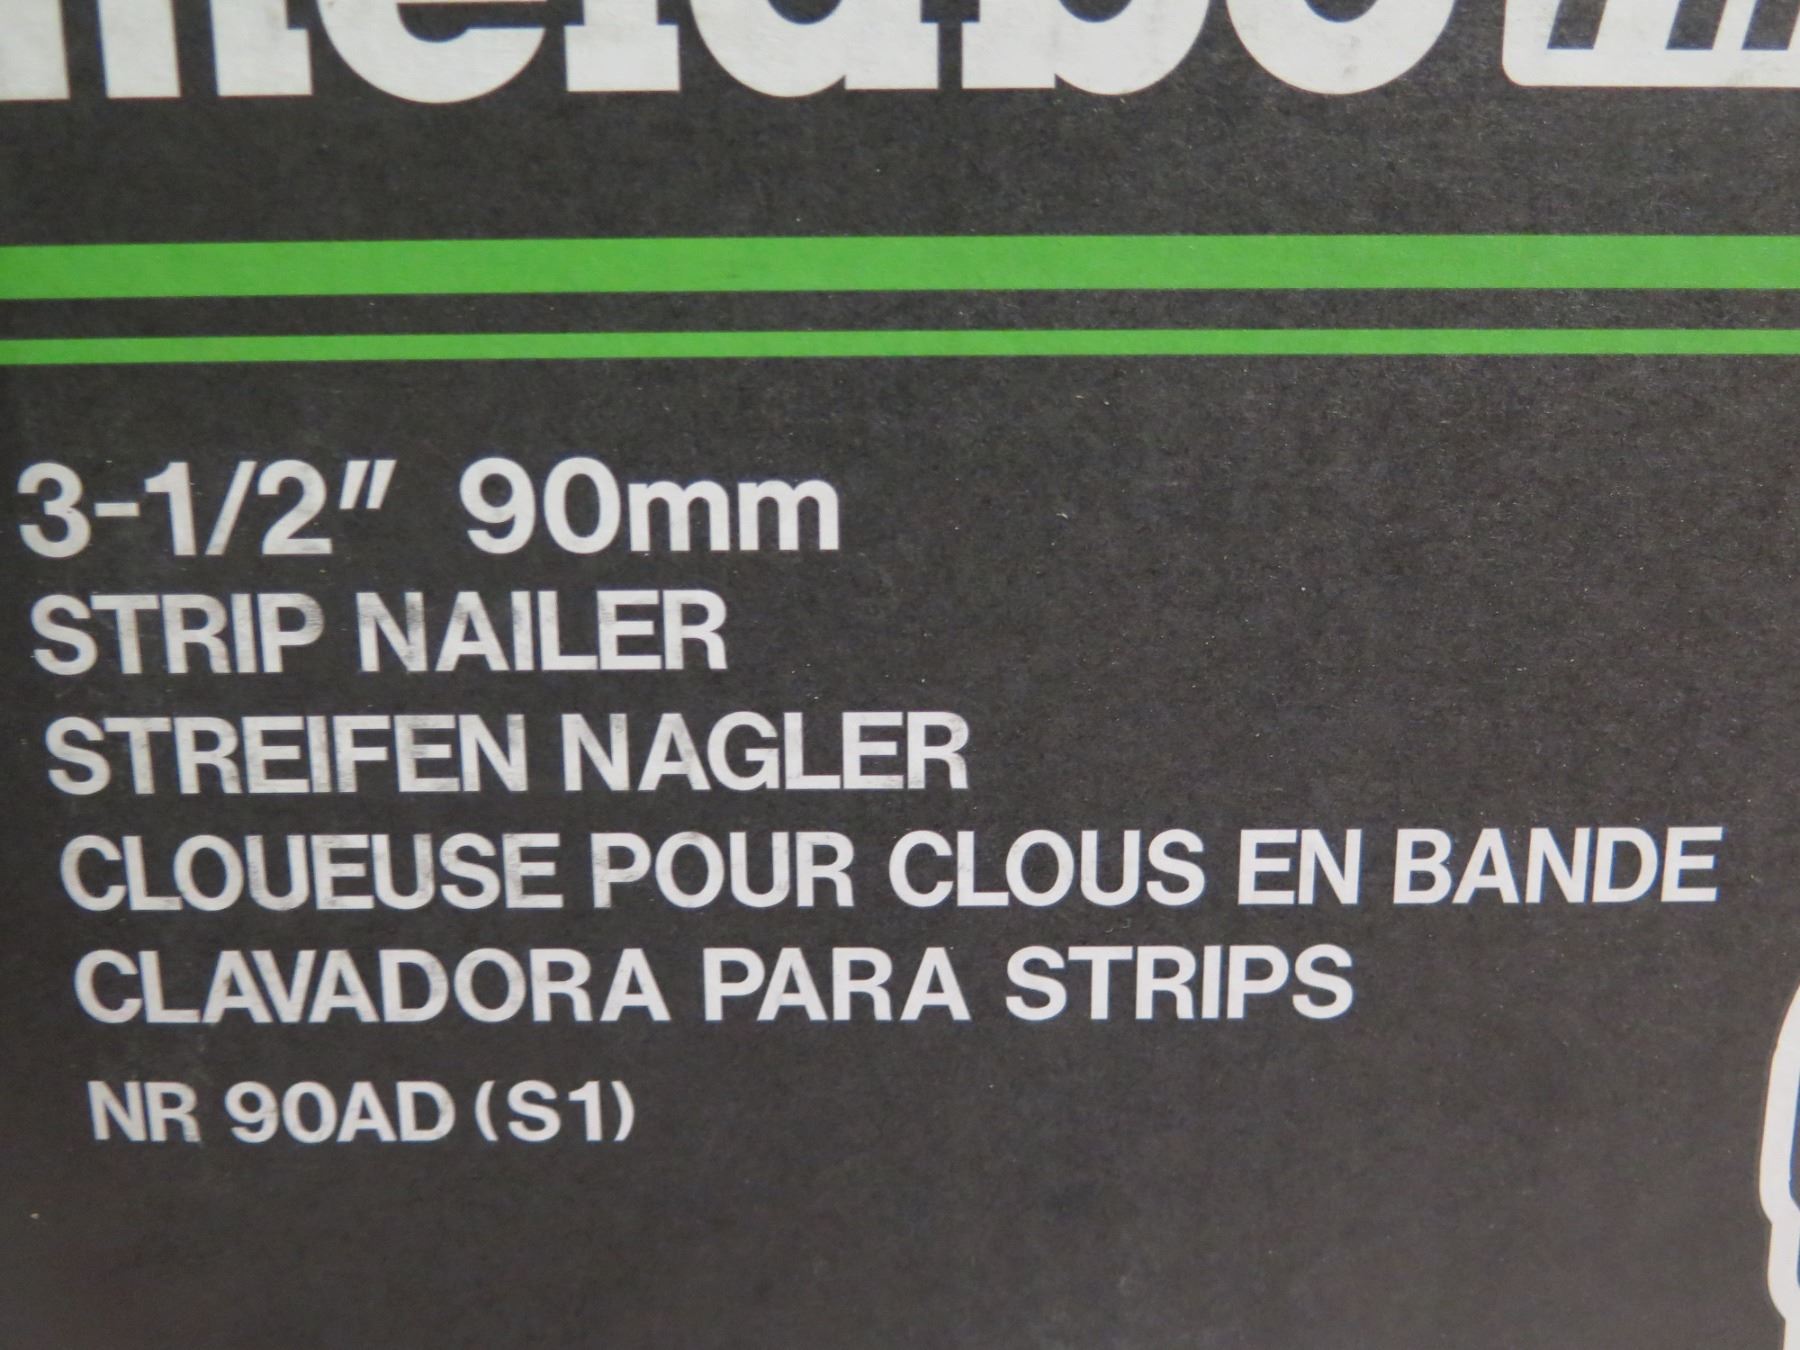 metabo
3-1/2" 90mm
STRIP NAILER
STREIFEN NAGLER
CLOUEUSE POUR CLOUS EN BANDE
CLAVADORA PARA STRIPS
NR 90AD (S1)